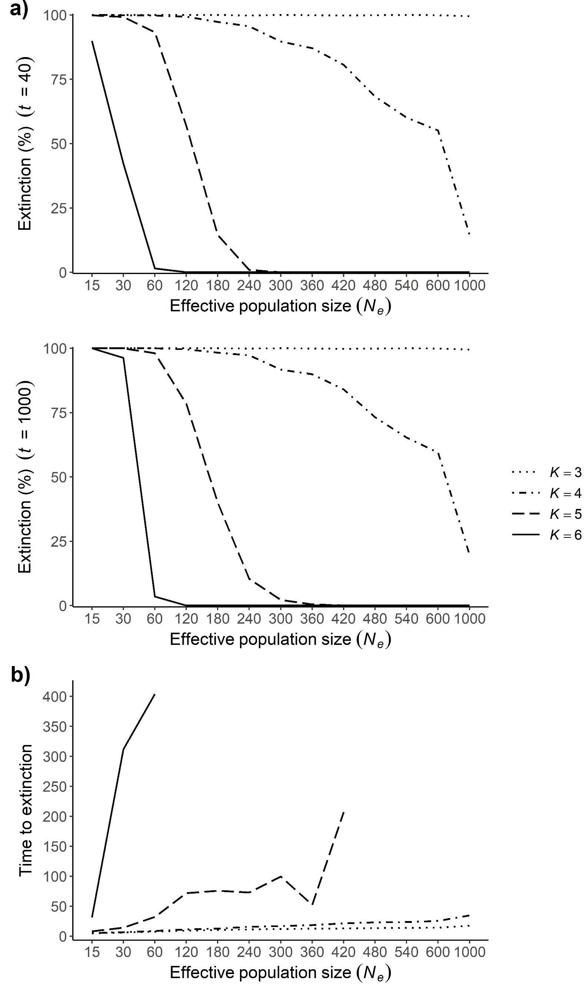 a)
Extinction (%) (t = 40)
100
75
50
25
0
15 30 60 120 180 240 300 360 420 480 540 600 1000
Effective population size (Ne)
Extinction (%) (t = 1000)
100
75
50
25
0
15 30 60 120 180 240 300 360 420 480 540 600 1000
Effective population size (Ne)
K = 3
K = 4
K = 5
K = 6
b)
Time to extinction
400
350
300
250
200
150
100
50
0
15 30 60 120 180 240 300 360 420 480 540 600 1000
Effective population size (Ne)